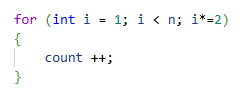 for (int i = 1; i < n; i*=2)
{
    count ++;
}